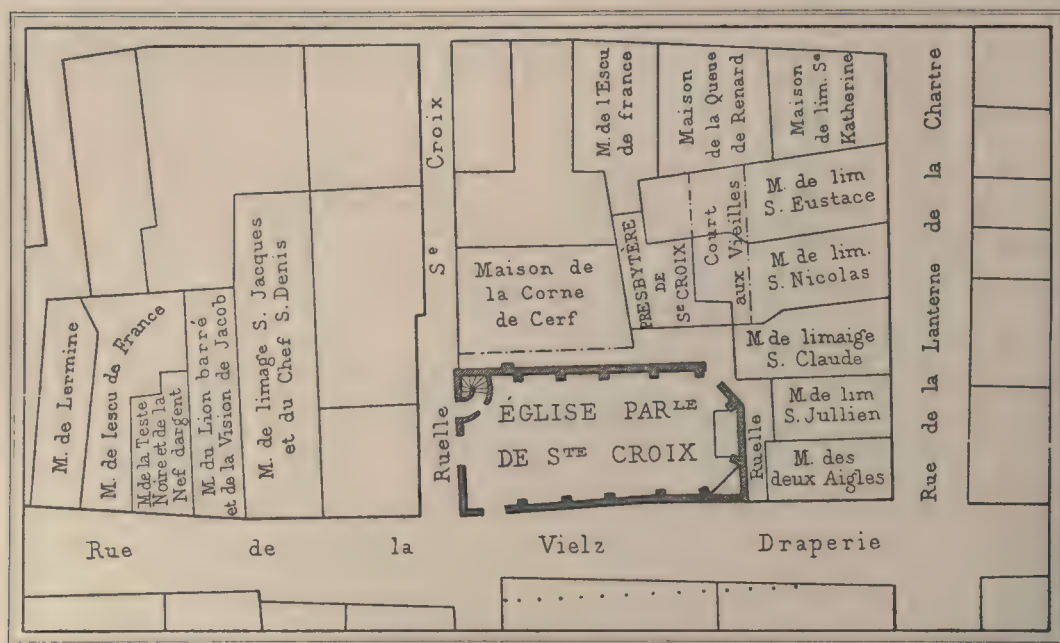 M. de Lermine
M. de lescu de France
M de la Teste
Noire et de la
Nef dargent
M. du Lion barré
et de la Vision de Jacob
M. de limage S. Jacques
et du Chef S. Denis
Ruelle Se Croix
M. de l'Escu
de france
Maison
de la Queue
de Renard
Maison
de lim. Se
Katherine
M. de lim
S. Eustace
M. de lim.
S. Nicolas
M. de limaige
S. Claude
M. de lim
S. Jullien
M. des
deux Aigles
Court
aux Vieilles
PRESBYTÈRE
DE
Se CROIX
Maison de
la Corne
de Cerf
ÉGLISE PARLE
DE STE CROIX
Ruelle
Rue de la Lanterne de la Chartre
Rue de la Vielz Draperie